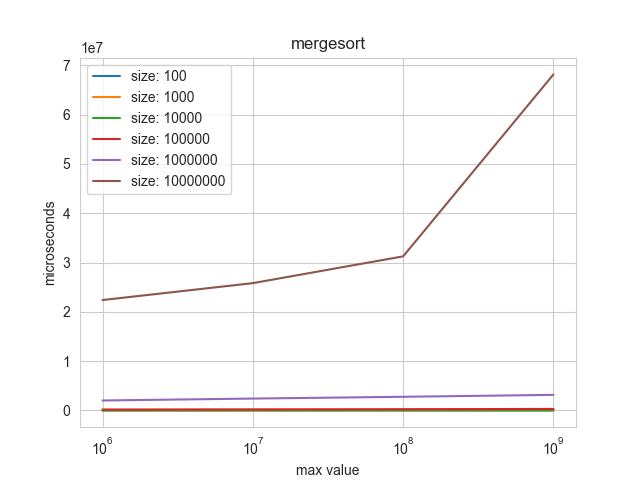 mergesort
1e7
size: 100
size: 1000
size: 10000
size: 100000
size: 1000000
size: 10000000
7
6
5
4
3
2
1
0
microseconds
10^6 10^7 10^8 10^9
max value